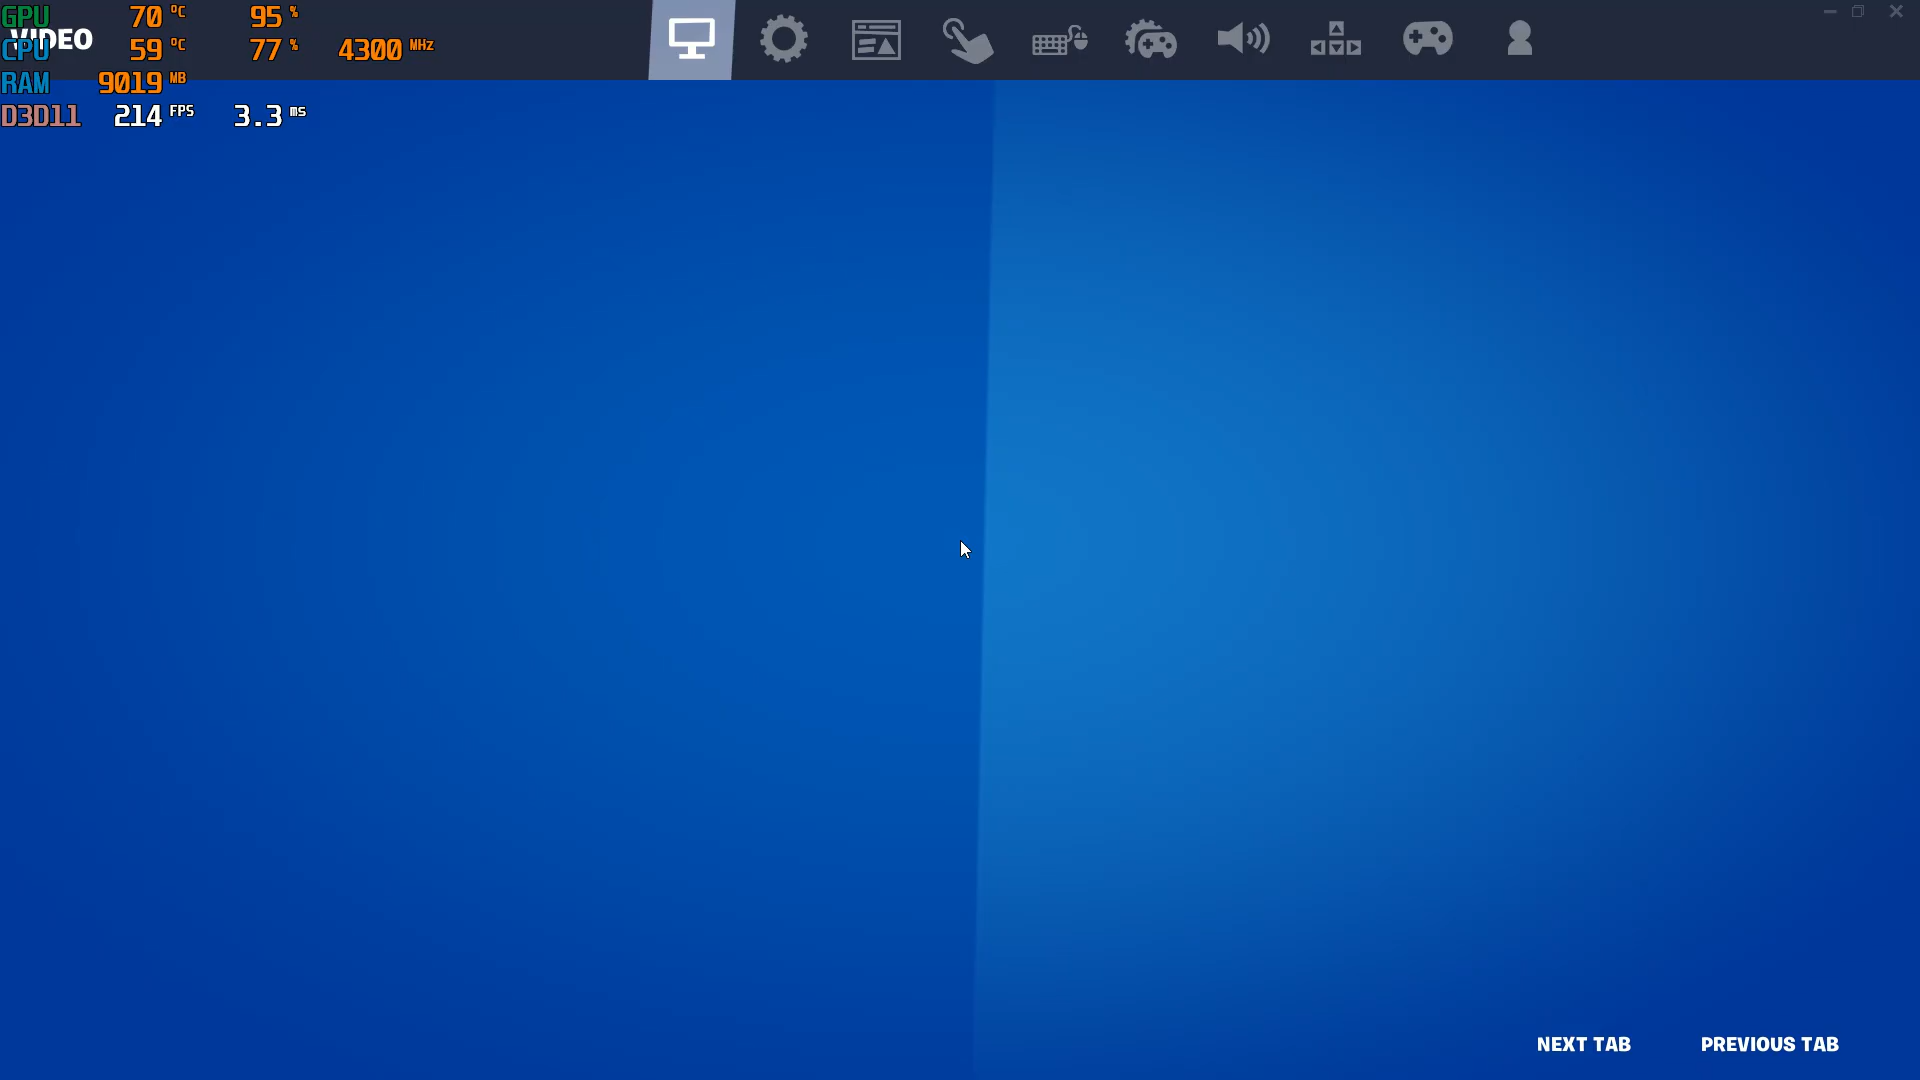 GPU 70 °C 95 %
VIDEO
CPU 59 °C 77 % 4300 MHz
RAM 9019 MB
D3D11 214 FPS 3.3 ms
NEXT TAB PREVIOUS TAB